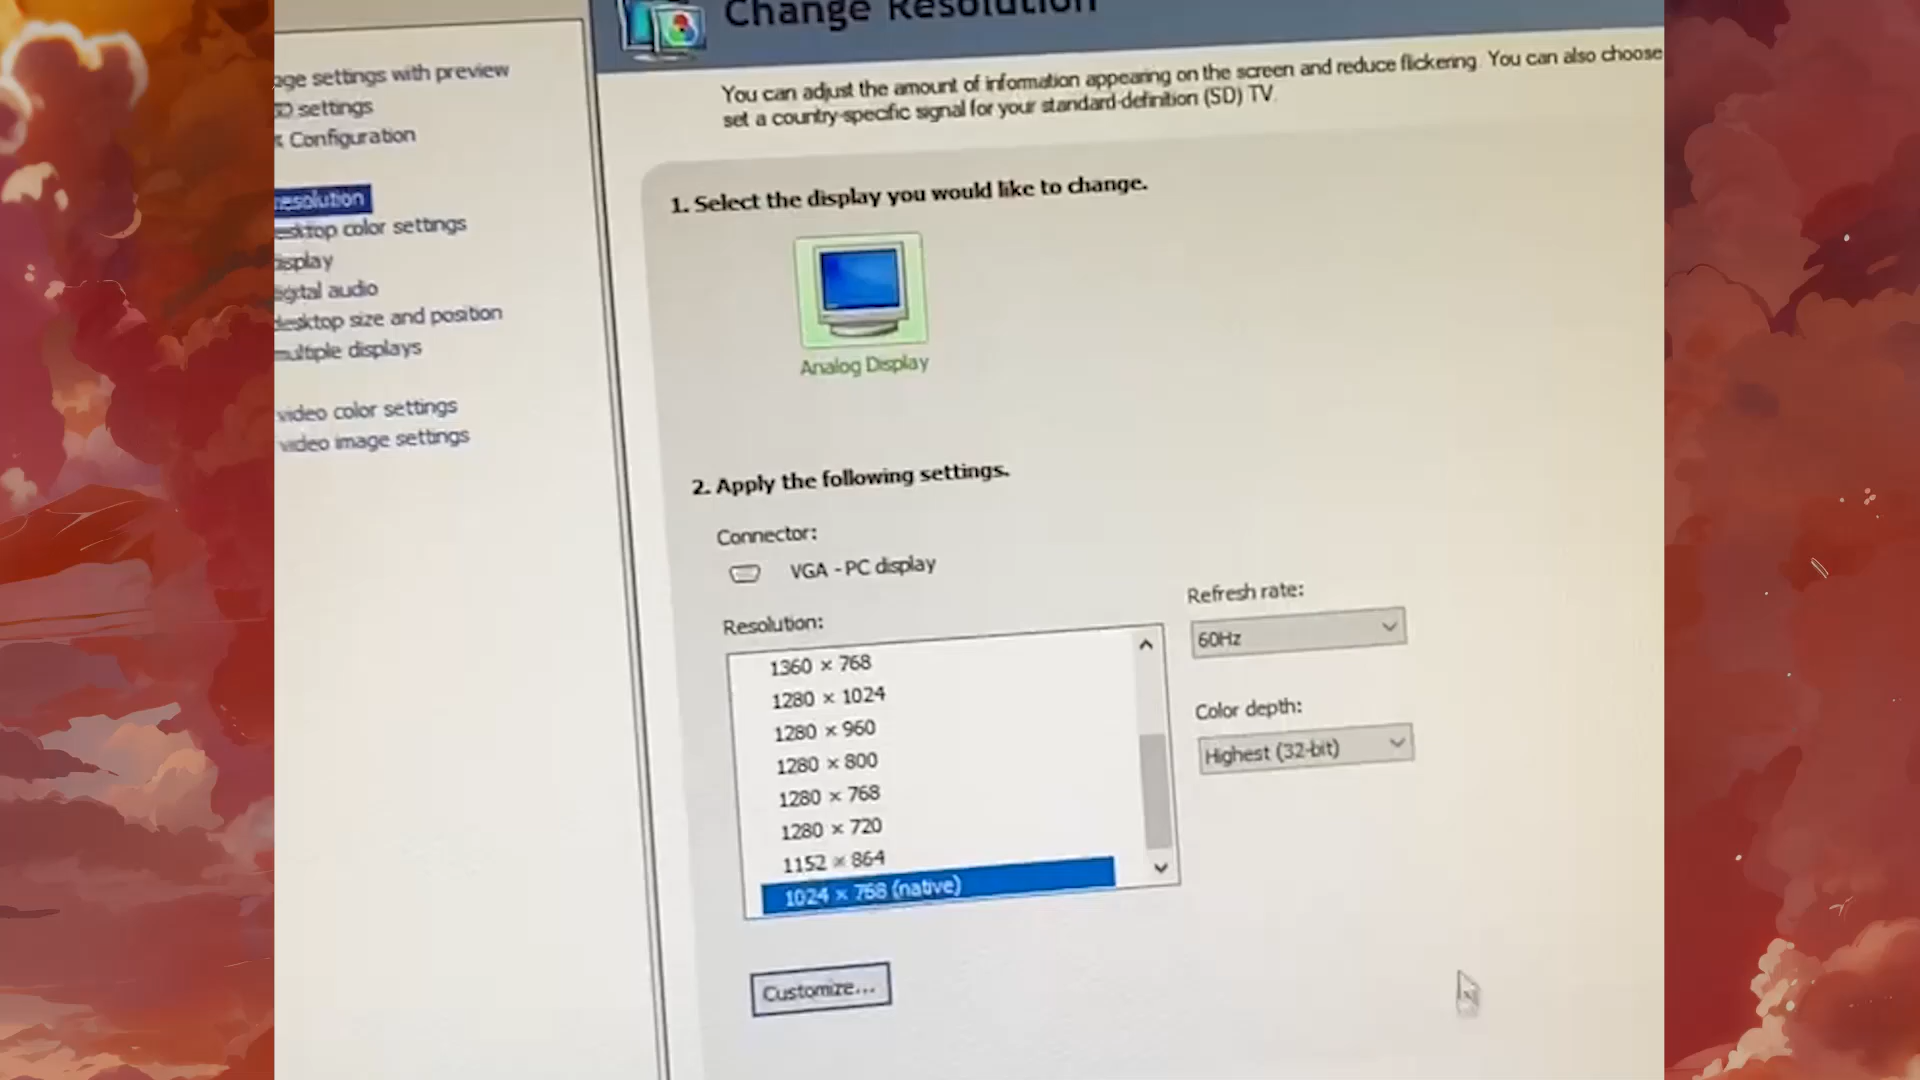 Change Resolution
You can adjust the amount of information appearing on the screen and reduce flickering. You can also choose
set a country-specific signal for your standard-definition (SD) TV.
age settings with preview
3D settings
Configuration
resolution
esktop color settings
isplay
igital audio
desktop size and position
multiple displays
video color settings
video image settings
1. Select the display you would like to change.
Analog Display
2. Apply the following settings.
Connector:
VGA - PC display
Resolution:
1360 × 768
1280 × 1024
1280 × 960
1280 × 800
1280 × 768
1280 × 720
1152 × 864
1024 × 768 (native)
Refresh rate:
60Hz
Color depth:
Highest (32-bit)
Customize...